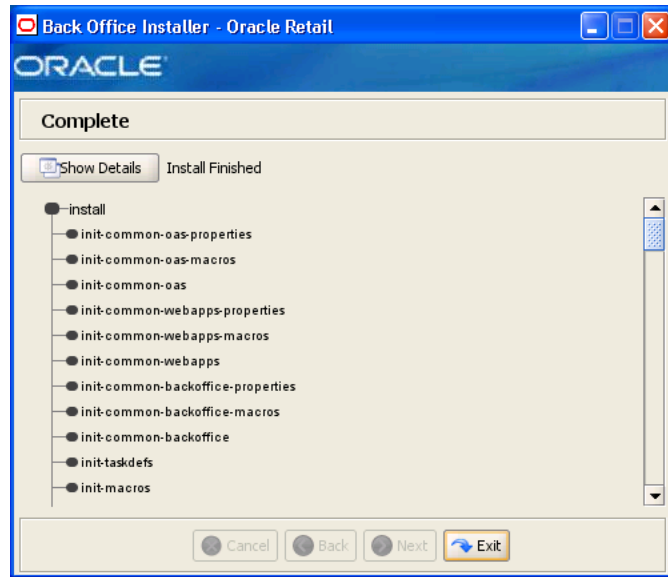 Back Office Installer - Oracle Retail
ORACLE
Complete
Show Details Install Finished
install
init-common-oas-properties
init-common-oas-macros
init-common-oas
init-common-webapps-properties
init-common-webapps-macros
init-common-webapps
init-common-backoffice-properties
init-common-backoffice-macros
init-common-backoffice
init-taskdefs
init-macros
Cancel Back Next Exit